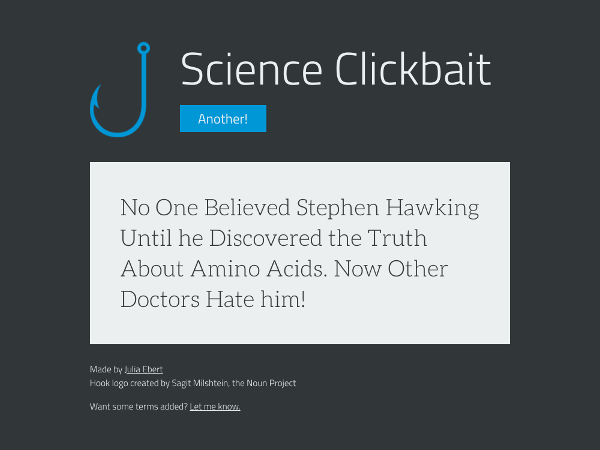 Science Clickbait
Another!
No One Believed Stephen Hawking
Until he Discovered the Truth
About Amino Acids. Now Other
Doctors Hate him!
Made by Julia Ebert
Hook logo created by Sagit Milshtein, the Noun Project
Want some terms added? Let me know.